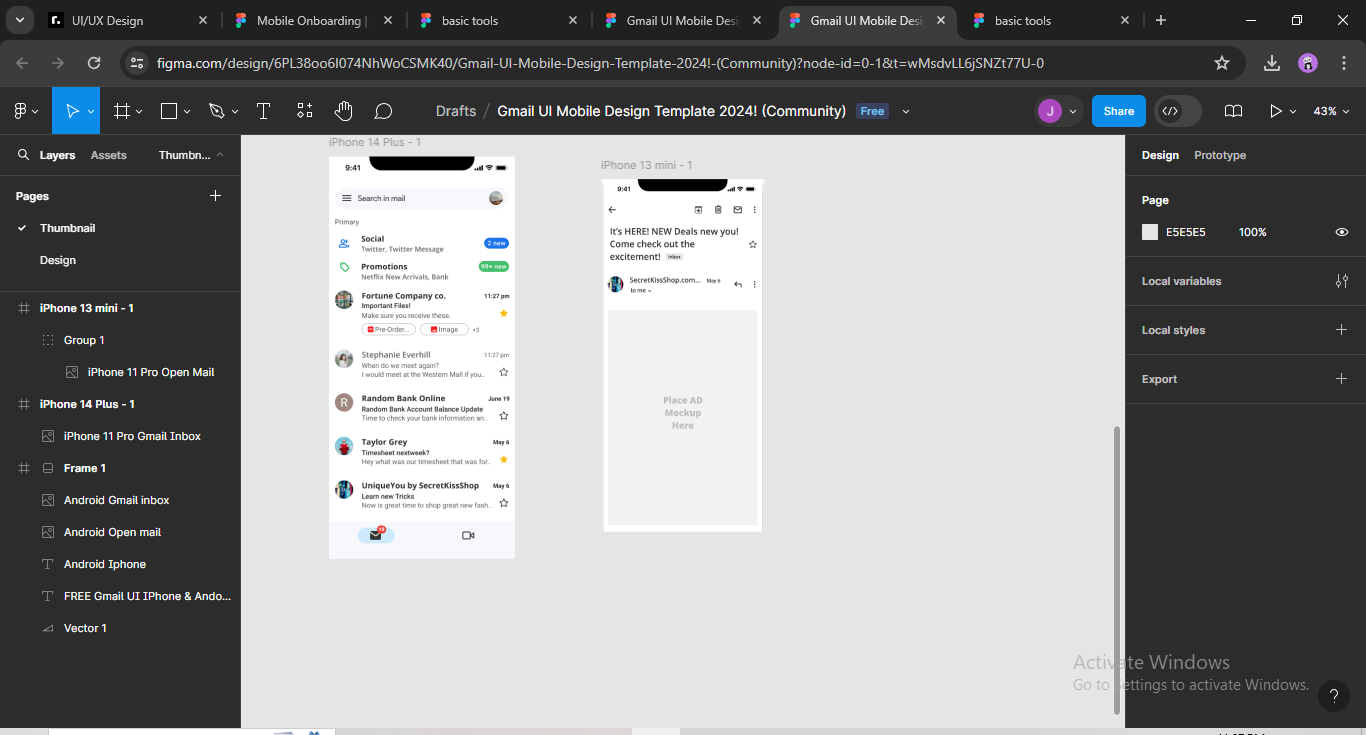 UI/UX Design
Mobile Onboarding |
basic tools
Gmail UI Mobile Desi
Gmail UI Mobile Desi
basic tools
figma.com/design/6PL38oo6I074NhWoCSMK40/Gmail-UI-Mobile-Design-Template-2024!-(Community)?node-id=0-1&t=wMsdvLL6jSNZt77U-0
Drafts / Gmail UI Mobile Design Template 2024! (Community) Free
J
Share
43%
Layers
Assets
Thumbn...
Pages
Thumbnail
Design
iPhone 13 mini - 1
Group 1
iPhone 11 Pro Open Mail
iPhone 14 Plus - 1
iPhone 11 Pro Gmail Inbox
Frame 1
Android Gmail inbox
Android Open mail
Android Iphone
FREE Gmail UI IPhone & Ando...
Vector 1
iPhone 14 Plus - 1
9:41
Search in mail
Primary
Social
2 new
Twitter, Twitter Message
Promotions
99+ new
Netflix New Arrivals, Bank
Fortune Company co.
11:27 pm
Important Files!
Make sure you receive these.
Pre-Order...
Image
+3
Stephanie Everhill
11:27 pm
When do we meet again?
I would meet at the Western Mall if you..
R
Random Bank Online
June 19
Random Bank Account Balance Update
Time to check your bank information an..
Taylor Grey
May 6
Timesheet nextweek?
Hey what was our timesheet that was for..
UniqueYou by SecretKissShop
May 6
Learn new Tricks
Now is great time to shop great new fash..
10
iPhone 13 mini - 1
9:41
It's HERE! NEW Deals new you!
Come check out the
excitement! Inbox
SecretKissShop.com...
May 6
to me
Place AD
Mockup
Here
Design
Prototype
Page
E5E5E5
100%
Local variables
Local styles
Export
Activate Windows
Go to Settings to activate Windows.
?